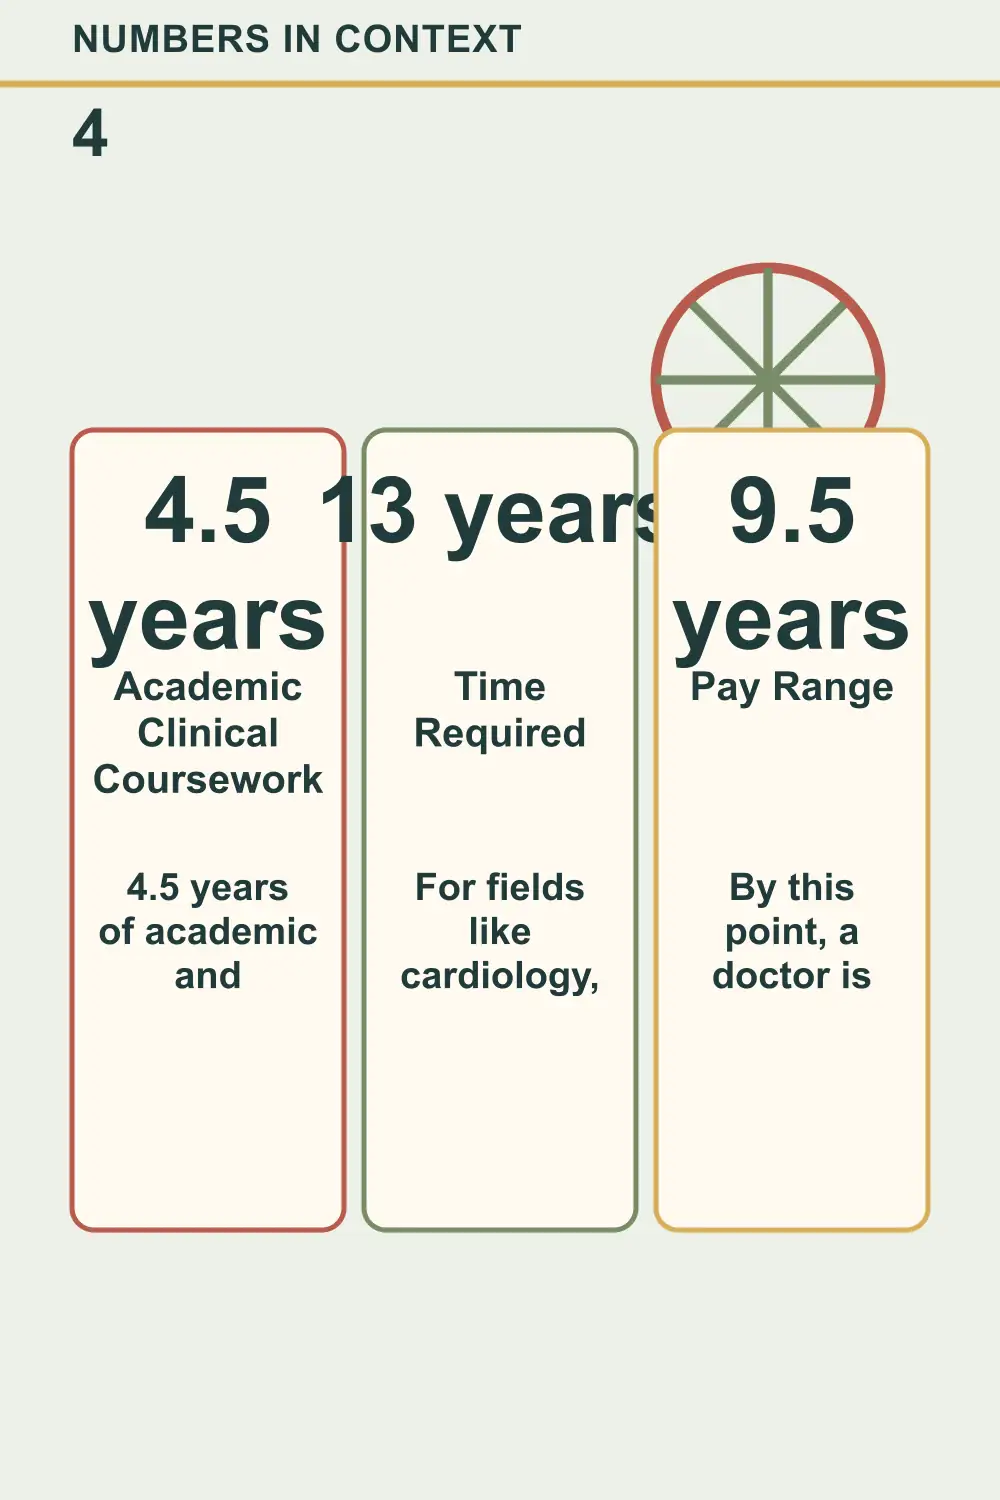 NUMBERS IN CONTEXT
4
4.5
years
Academic
Clinical
Coursework
4.5 years
of academic
and
13 years
Time
Required
For fields
like
cardiology,
9.5
years
Pay Range
By this
point, a
doctor is